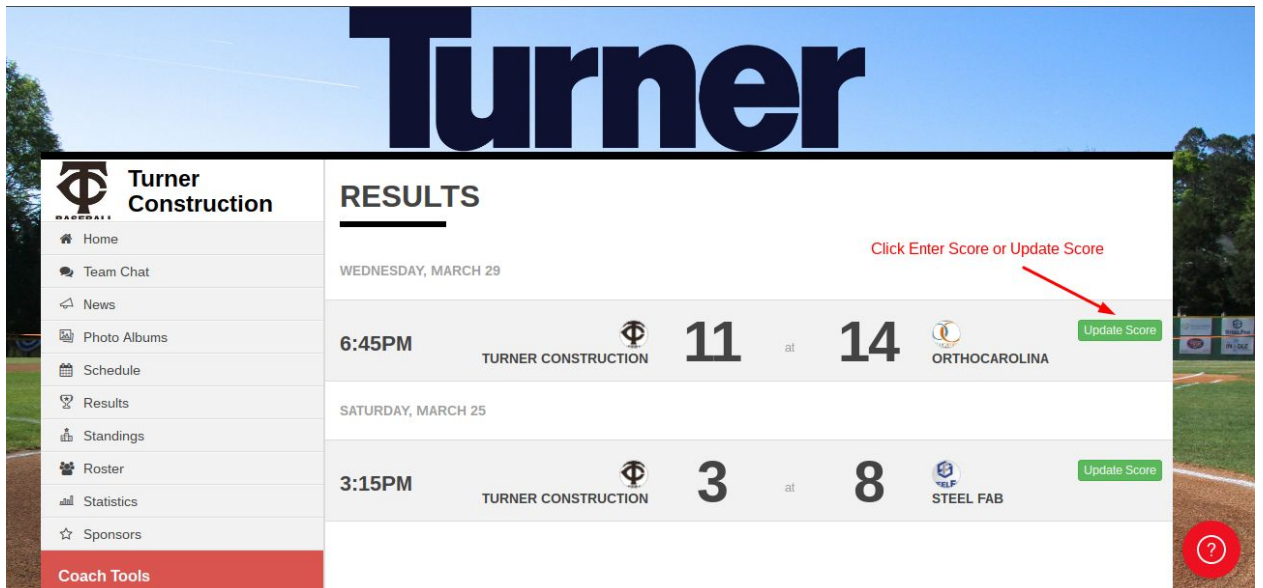 Turner
Turner
Construction
BASEBALL
Home
Team Chat
News
Photo Albums
Schedule
Results
Standings
Roster
Statistics
Sponsors
Coach Tools
RESULTS
Click Enter Score or Update Score
WEDNESDAY, MARCH 29
6:45PM
TURNER CONSTRUCTION 11 at 14 ORTHOCAROLINA
Update Score
SATURDAY, MARCH 25
3:15PM
TURNER CONSTRUCTION 3 at 8 STEEL FAB
Update Score
?